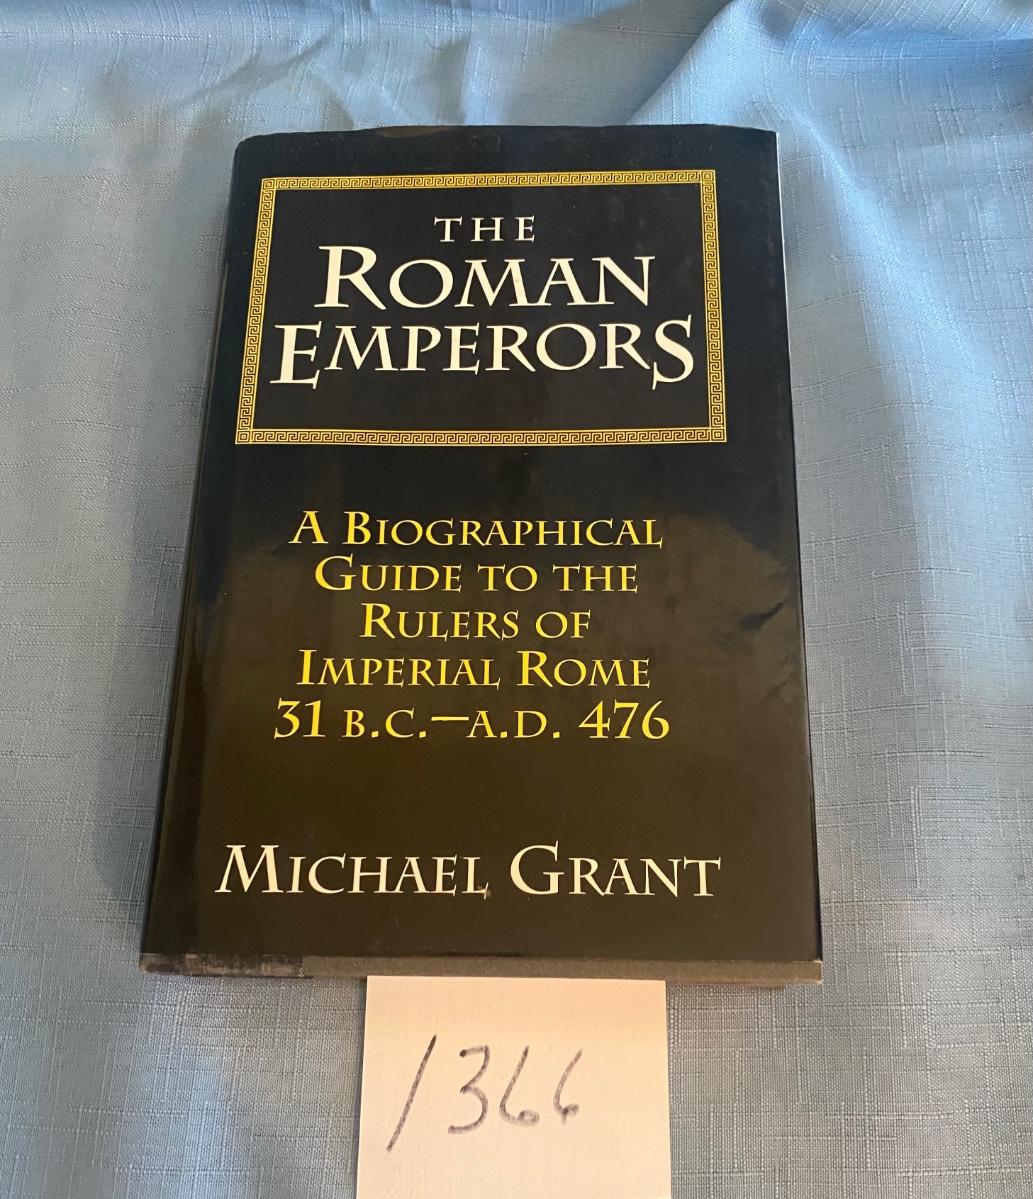 THE
ROMAN
EMPERORS
A BIOGRAPHICAL
GUIDE TO THE
RULERS OF
IMPERIAL ROME
31 B.C.—A.D. 476
MICHAEL GRANT
1366